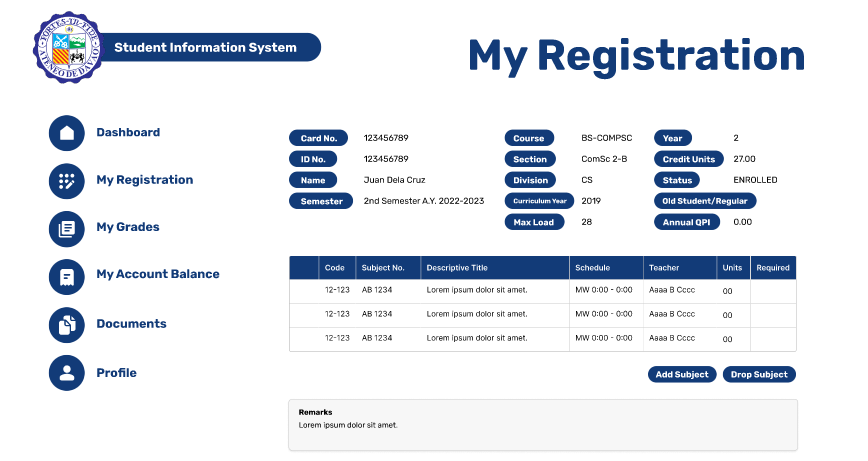 FORTES·IN·FIDE
ATENEO DE DAVAO
Student Information System
My Registration
Dashboard
My Registration
My Grades
My Account Balance
Documents
Profile
Card No. 123456789 Course BS-COMPSC Year 2
ID No. 123456789 Section ComSc 2-B Credit Units 27.00
Name Juan Dela Cruz Division CS Status ENROLLED
Semester 2nd Semester A.Y. 2022-2023 Curriculum Year 2019 Old Student/Regular
Max Load 28 Annual QPI 0.00
Code Subject No. Descriptive Title Schedule Teacher Units Required
12-123 AB 1234 Lorem ipsum dolor sit amet. MW 0:00 - 0:00 Aaaa B Cccc 00
12-123 AB 1234 Lorem ipsum dolor sit amet. MW 0:00 - 0:00 Aaaa B Cccc 00
12-123 AB 1234 Lorem ipsum dolor sit amet. MW 0:00 - 0:00 Aaaa B Cccc 00
Add Subject Drop Subject
Remarks
Lorem ipsum dolor sit amet.